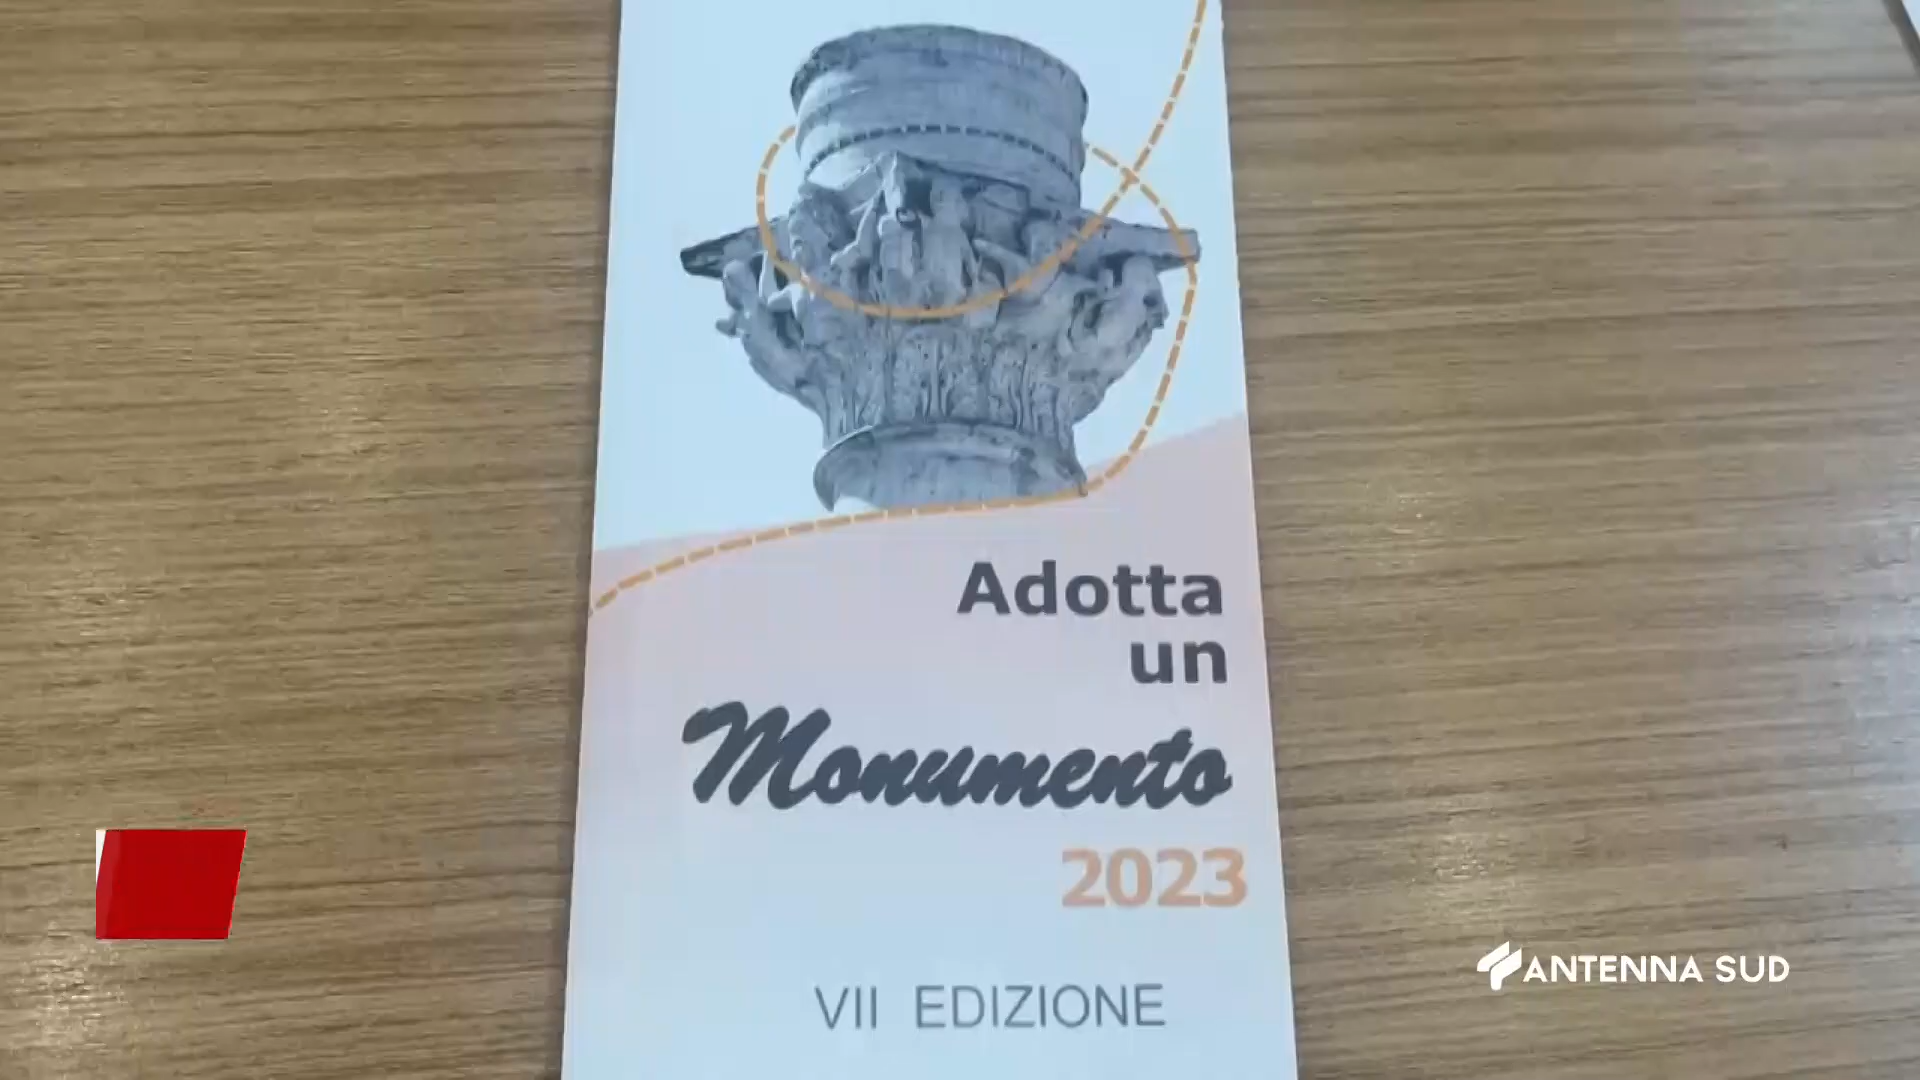 Adotta
un
Monumento
2023
VII EDIZIONE
ANTENNA SUD